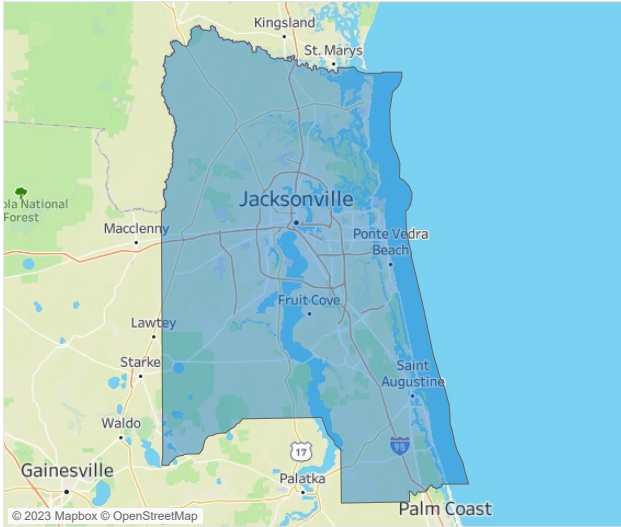 Kingsland
St. Marys
ola National
Forest
Jacksonville
Macclenny
Ponte Vedra
Beach
Fruit Cove
Lawtey
Starke
Saint
Augustine
Waldo
17
95
Gainesville
Palatka
Palm Coast
© 2023 Mapbox © OpenStreetMap